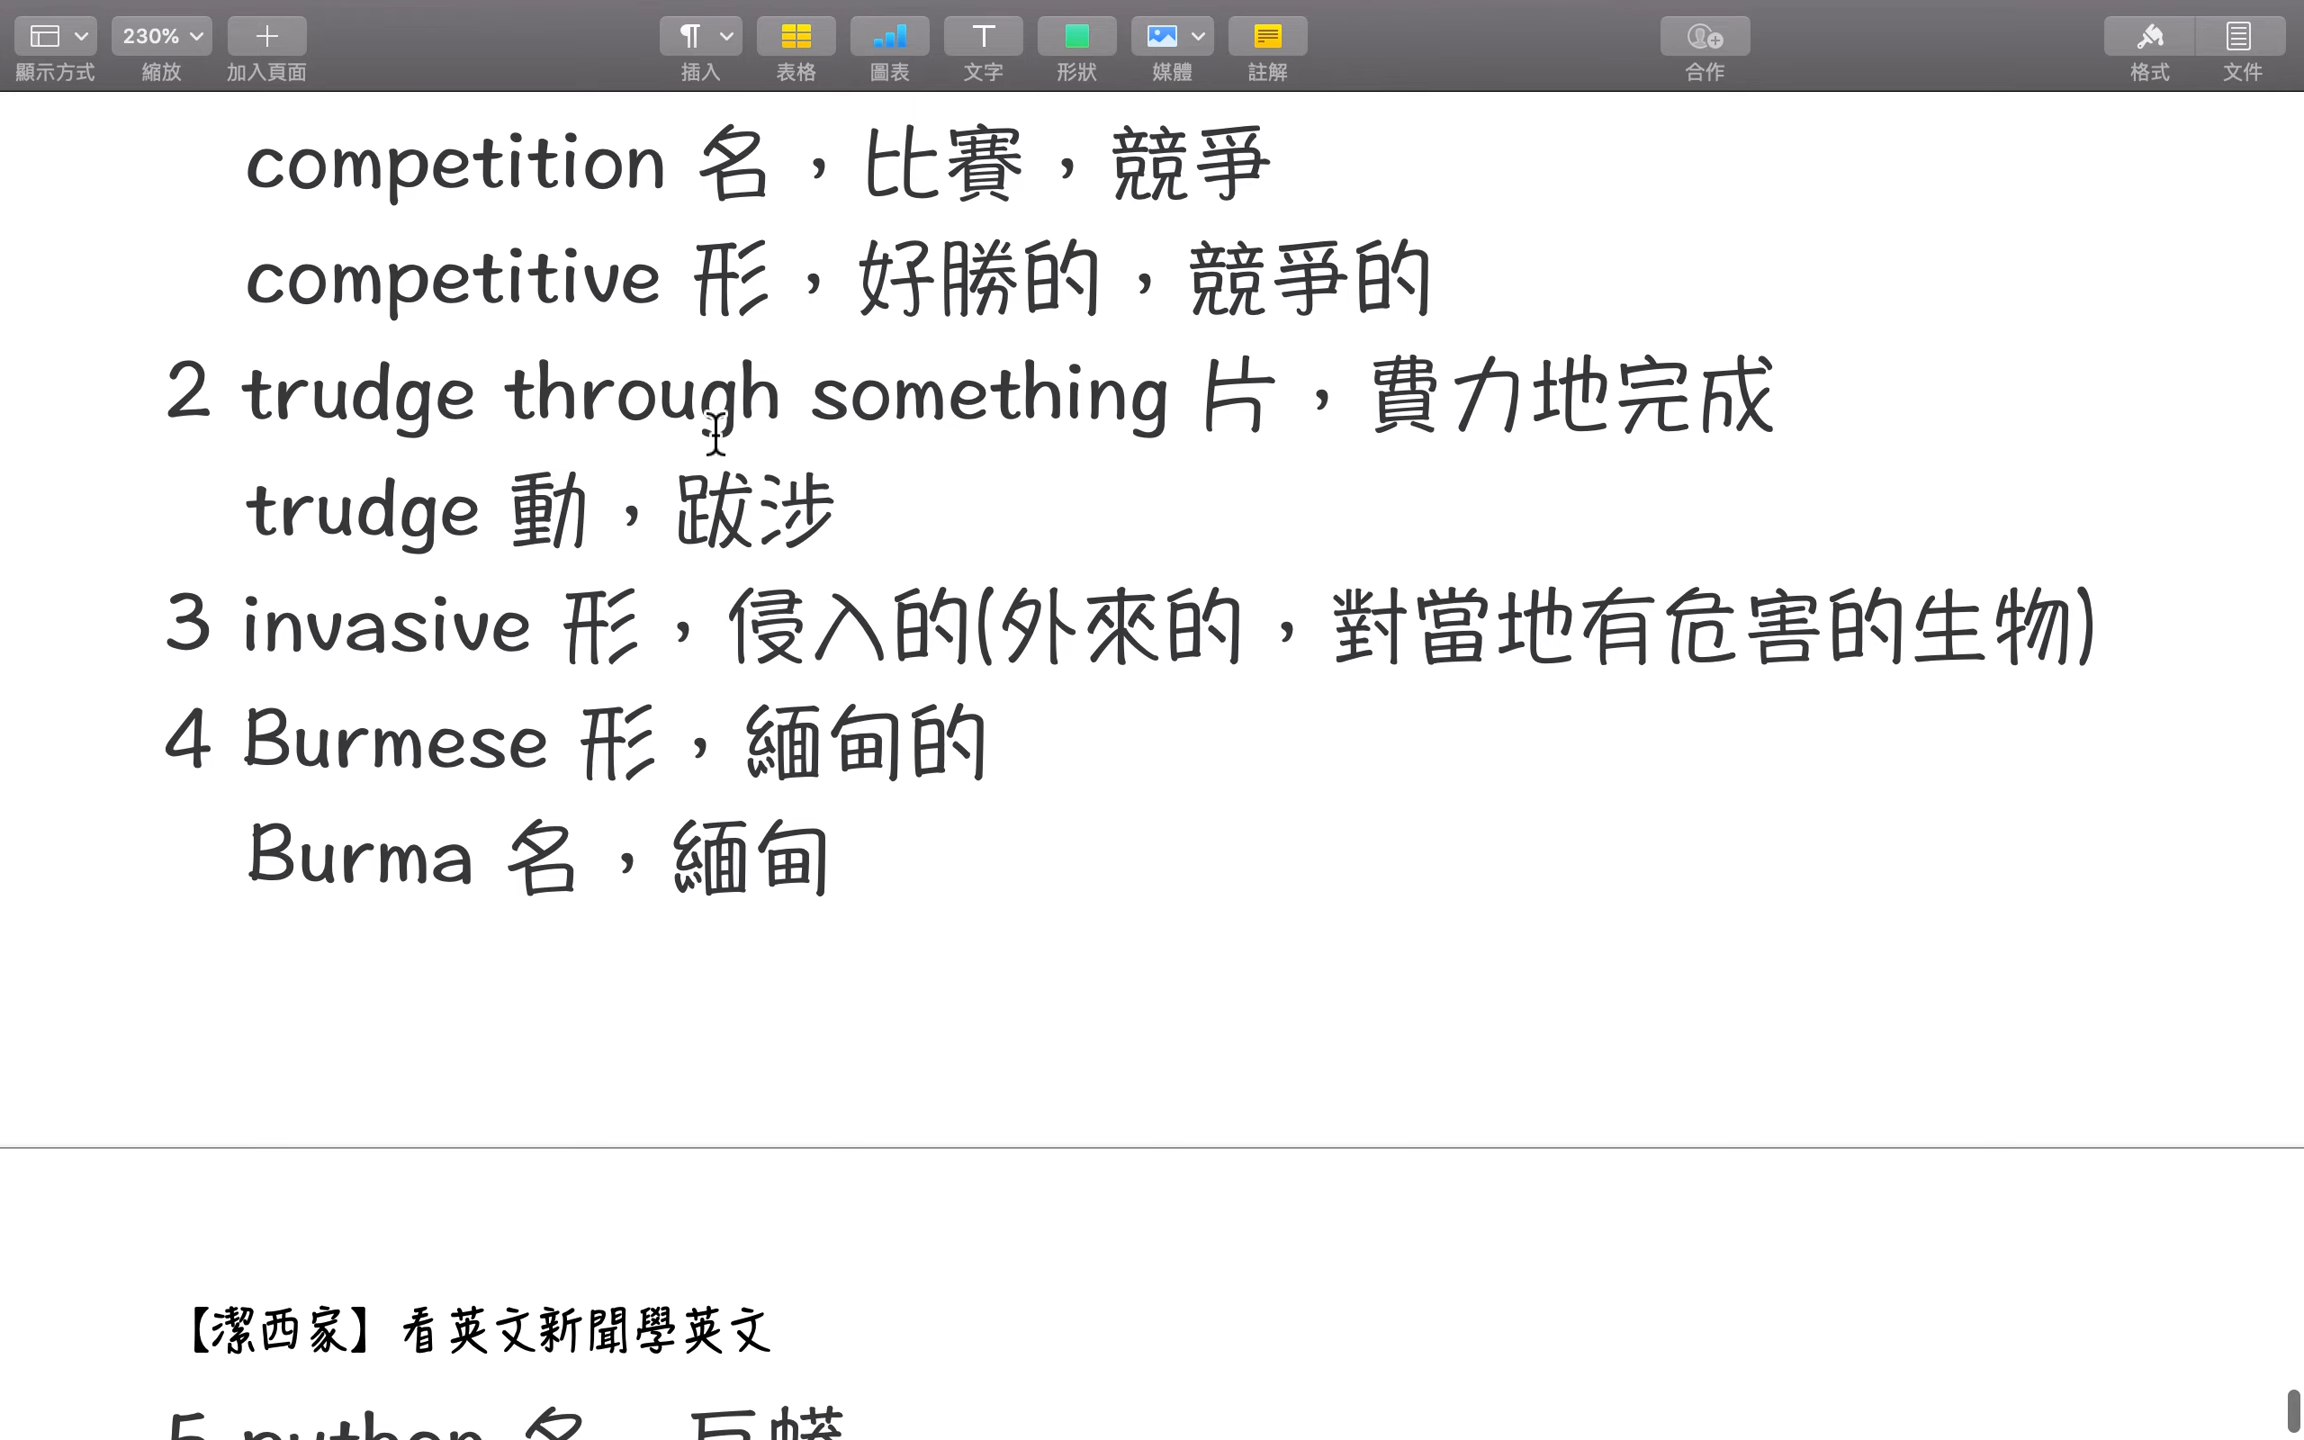 230%
顯示方式 縮放 加入頁面 插入 表格 圖表 文字 形狀 媒體 註解 合作 格式 文件
competition 名，比賽，競爭
competitive 形，好勝的，競爭的
2 trudge through something 片，費力地完成
trudge 動，跋涉
3 invasive 形，侵入的(外來的，對當地有危害的生物)
4 Burmese 形，緬甸的
Burma 名，緬甸
【潔西家】看英文新聞學英文
5 python 名，巨蟒